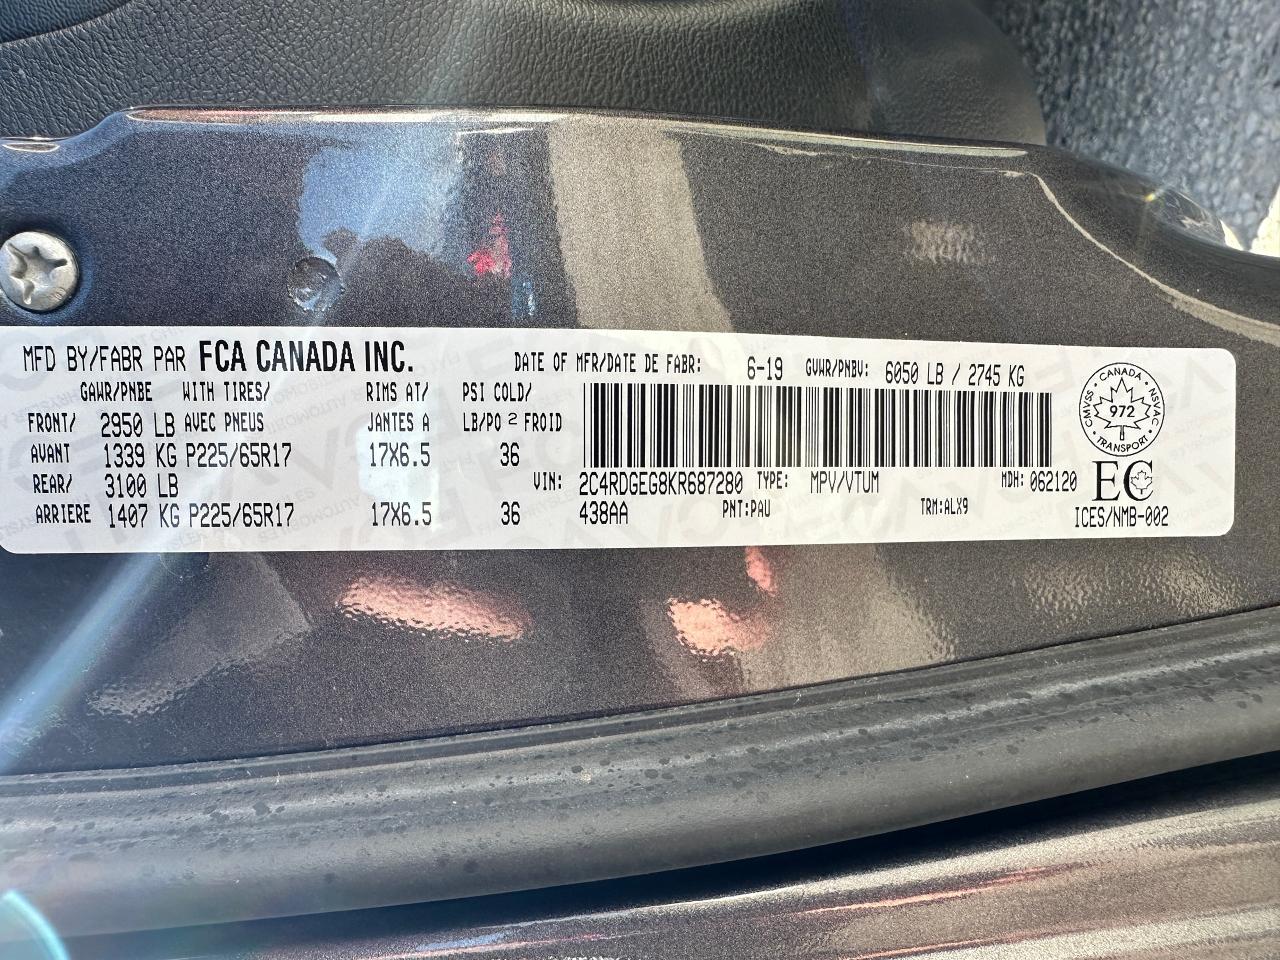 MFD BY/FABR PAR FCA CANADA INC. DATE OF MFR/DATE DE FABR: 6-19 GVWR/PNBV: 6050 LB / 2745 KG
GAWR/PNBE WITH TIRES/ RIMS AT/ PSI COLD/
FRONT/ 2950 LB AVEC PNEUS JANTES A LB/PO 2 FROID
AVANT 1339 KG P225/65R17 17X6.5 36
REAR/ 3100 LB VIN: 2C4RDGEG8KR687280 TYPE: MPV/VTUM MDH: 062120
ARRIERE 1407 KG P225/65R17 17X6.5 36 438AA PNT:PAU TRM:ALX9 ICES/NMB-002
CANADA
CMVSS 972 NSVAC
TRANSPORT
EC